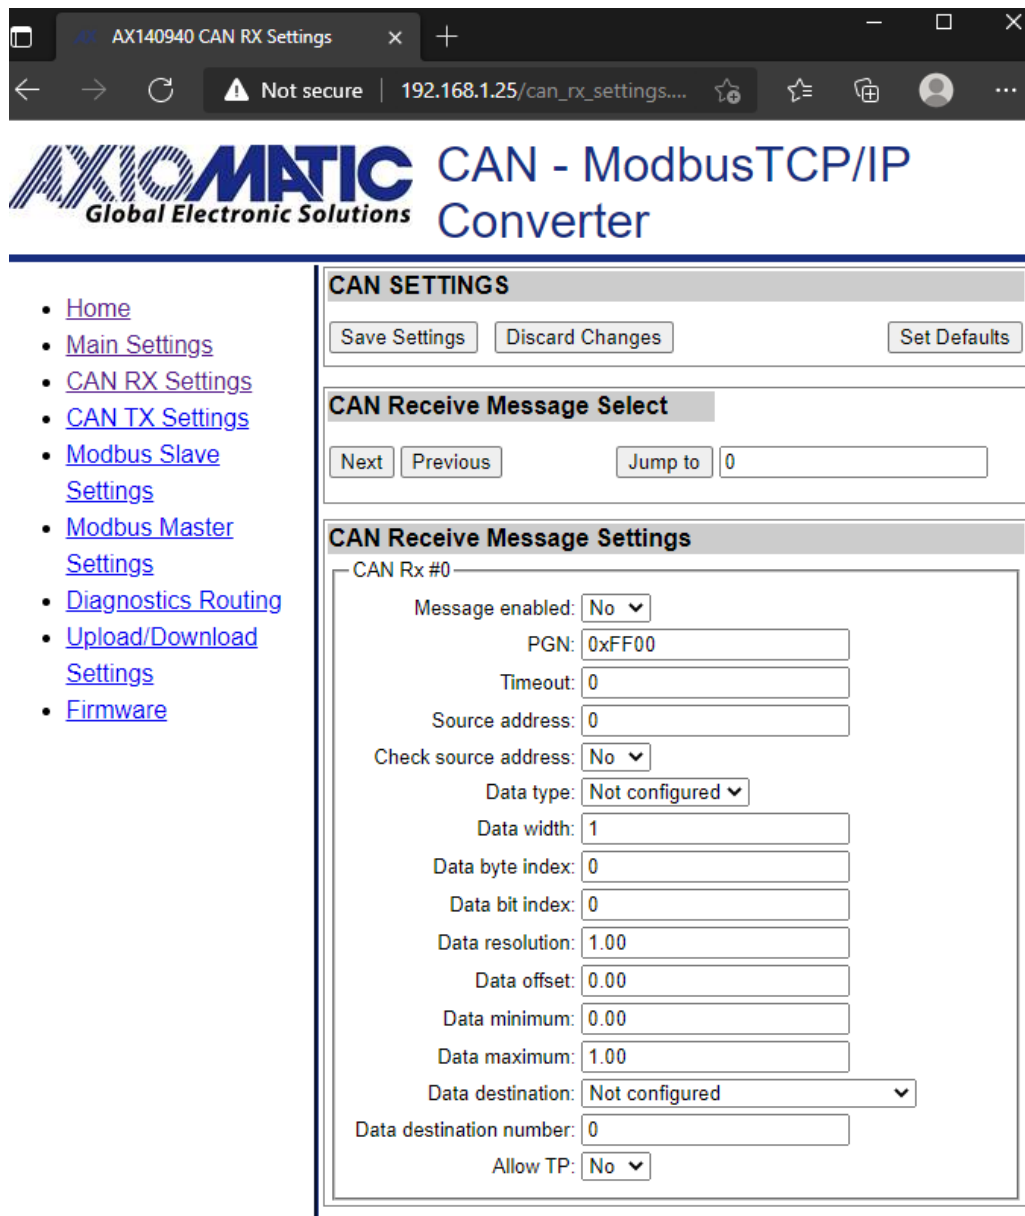 AX140940 CAN RX Settings
Not secure | 192.168.1.25/can_rx_settings....
AXIOMATIC
Global Electronic Solutions
CAN - ModbusTCP/IP
Converter
Home
Main Settings
CAN RX Settings
CAN TX Settings
Modbus Slave
Settings
Modbus Master
Settings
Diagnostics Routing
Upload/Download
Settings
Firmware
CAN SETTINGS
Save Settings Discard Changes Set Defaults
CAN Receive Message Select
Next Previous Jump to 0
CAN Receive Message Settings
CAN Rx #0
Message enabled: No
PGN: 0xFF00
Timeout: 0
Source address: 0
Check source address: No
Data type: Not configured
Data width: 1
Data byte index: 0
Data bit index: 0
Data resolution: 1.00
Data offset: 0.00
Data minimum: 0.00
Data maximum: 1.00
Data destination: Not configured
Data destination number: 0
Allow TP: No